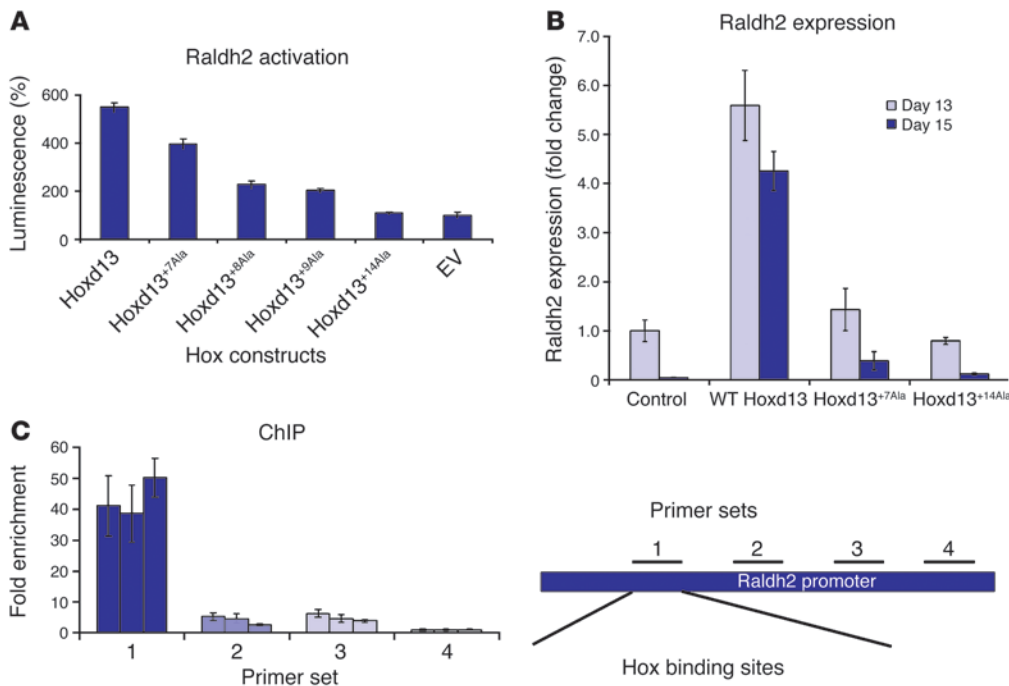 A
Raldh2 activation
Luminescence (%)
600
400
200
0
Hoxd13
Hoxd13+7Ala
Hoxd13+8Ala
Hoxd13+9Ala
Hoxd13+14Ala
EV
Hox constructs
B
Raldh2 expression
Raldh2 expression (fold change)
7.0
6.0
5.0
4.0
3.0
2.0
1.0
0
Day 13
Day 15
Control
WT Hoxd13
Hoxd13+7Ala
Hoxd13+14Ala
C
ChIP
Fold enrichment
60
50
40
30
20
10
0
1
2
3
4
Primer set
Primer sets
1
2
3
4
Raldh2 promoter
Hox binding sites